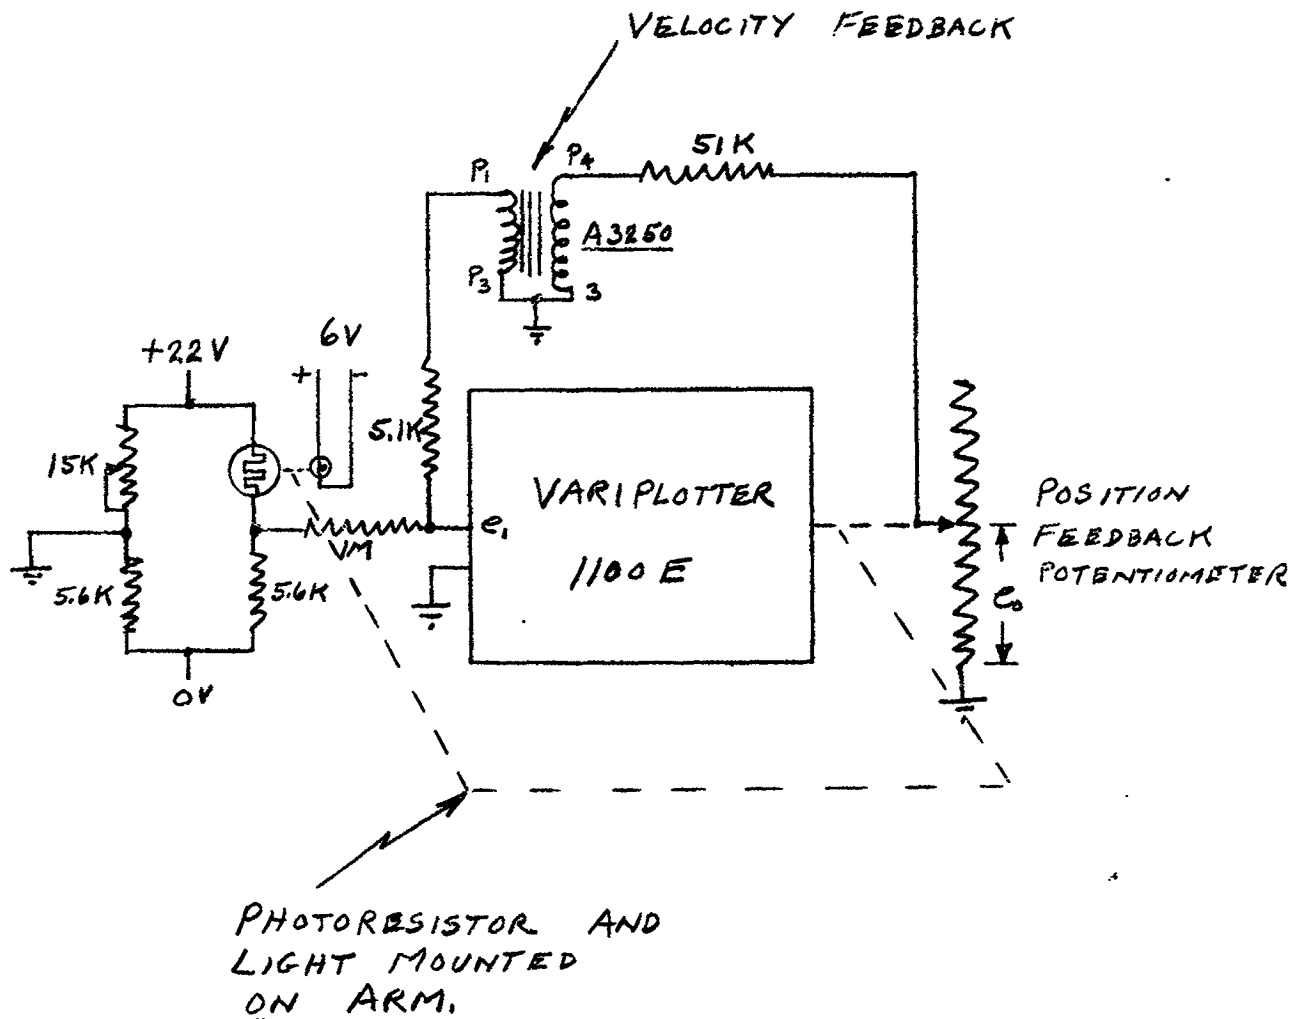 VELOCITY FEEDBACK
51K
P1
P4
A3250
P3
3
6V
+22V
+ -
5.1K
15K
VARIPLOTTER
1100E
e1
VM
POSITION
FEEDBACK
POTENTIOMETER
e0
5.6K
5.6K
0V
PHOTORESISTOR AND
LIGHT MOUNTED
ON ARM.